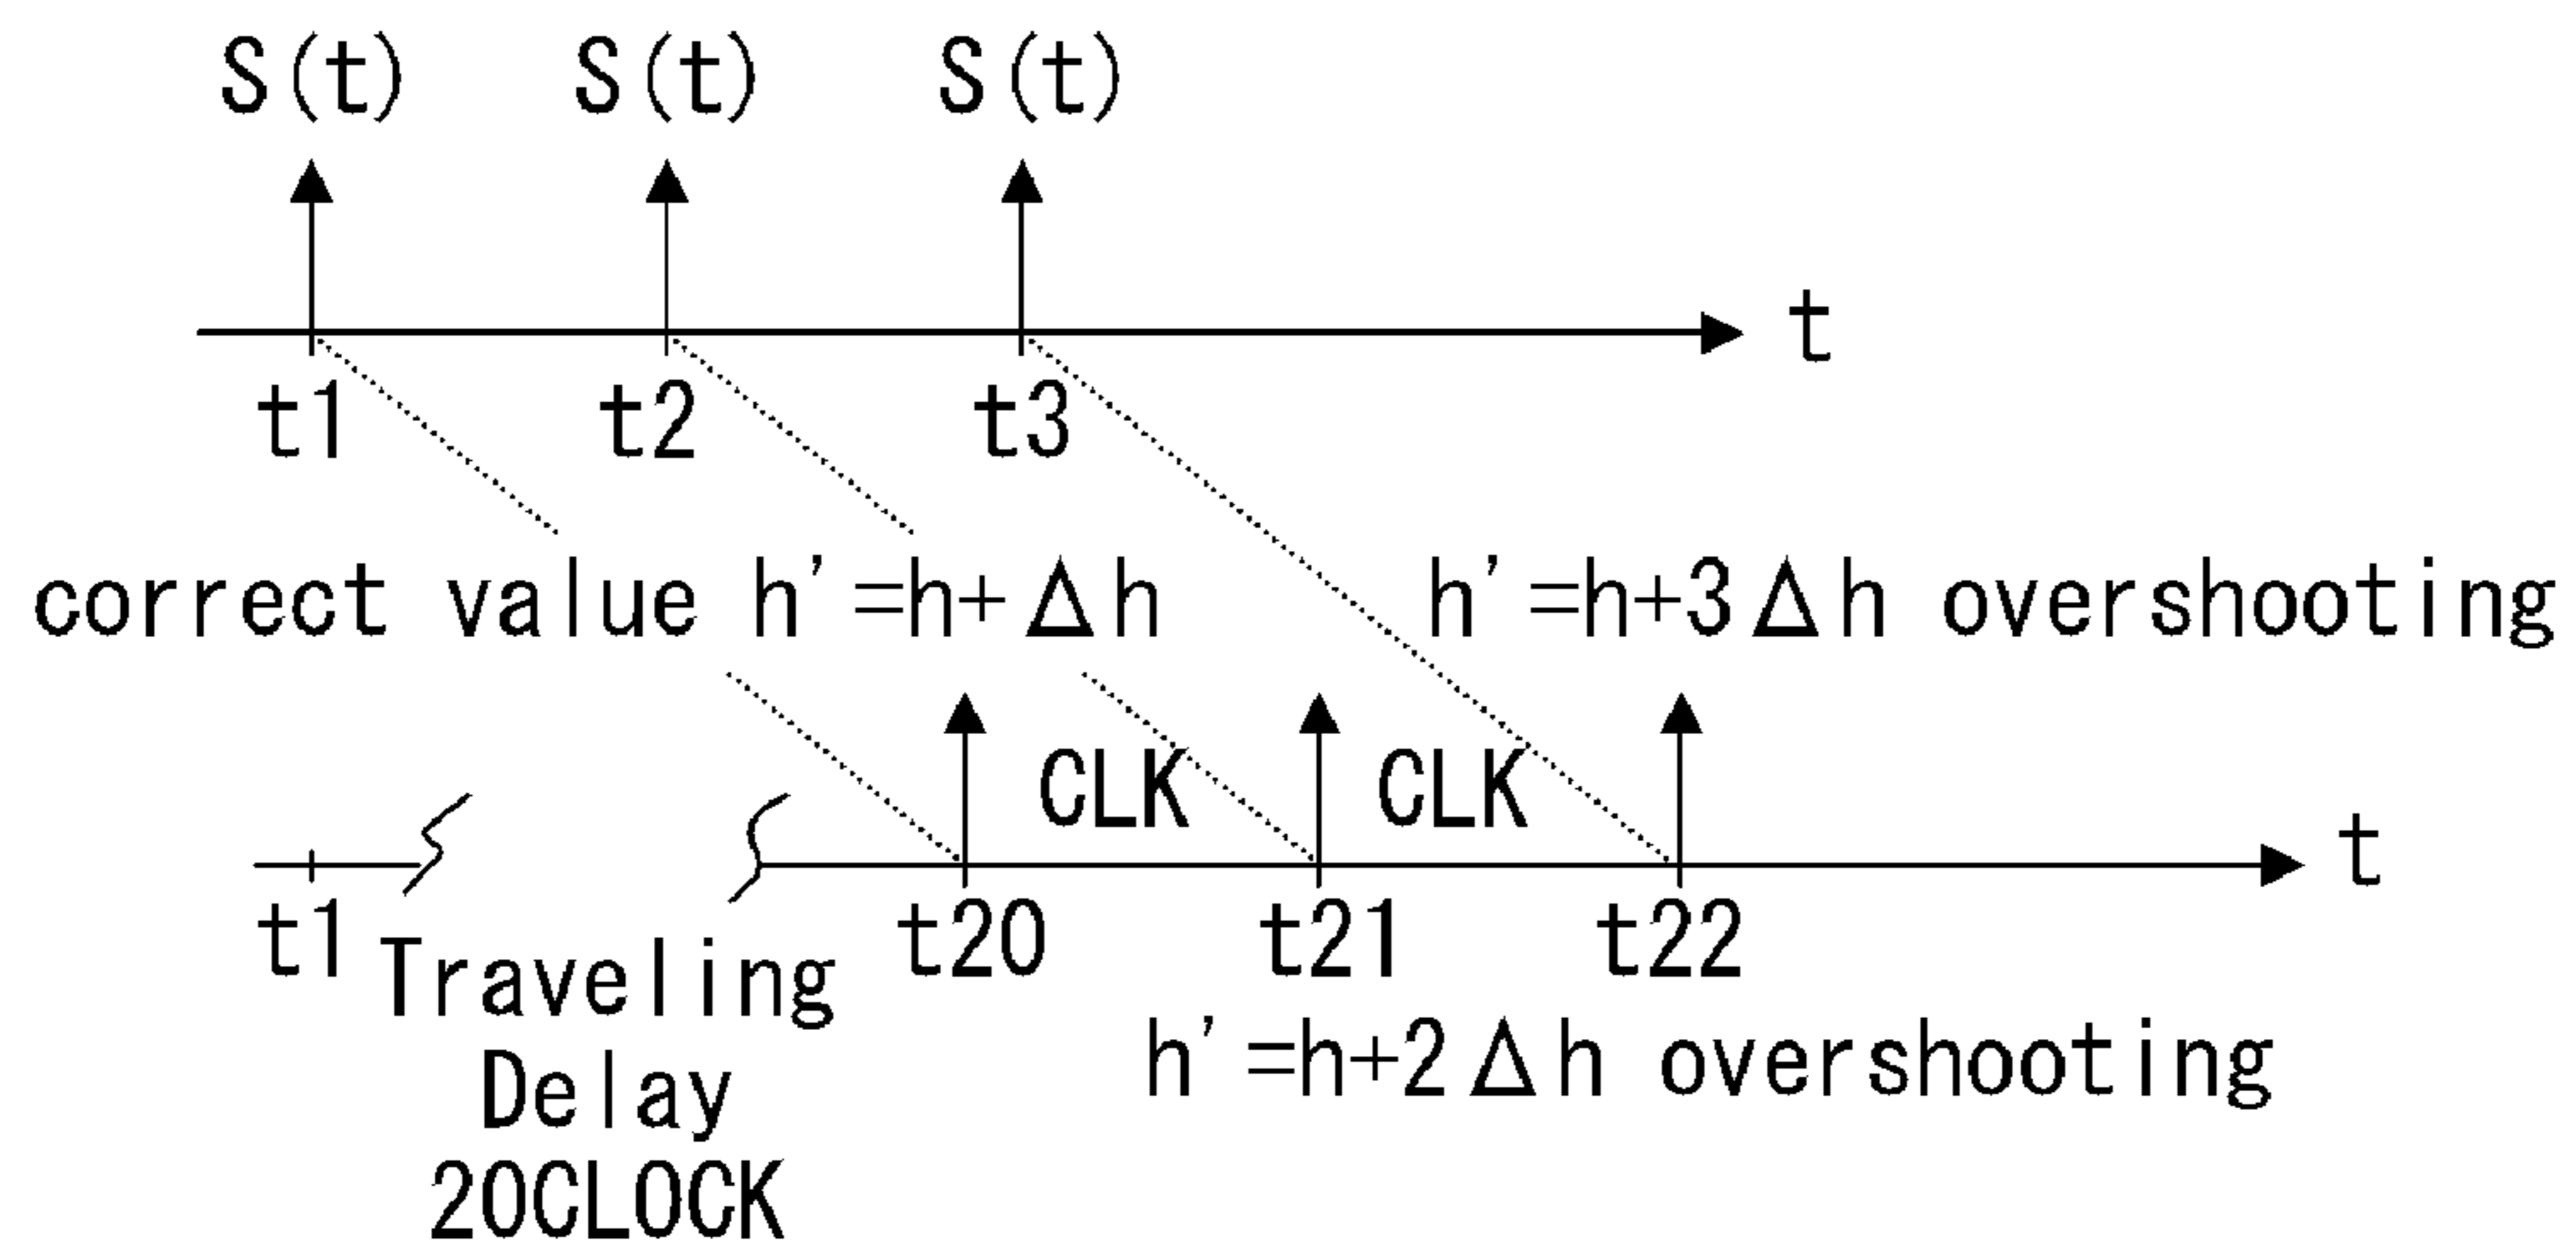 S(t) S(t) S(t)
t
t1 t2 t3
correct value h'=h+Δh h'=h+3Δh overshooting
CLK CLK
t
t1 t20 t21 t22
Traveling
h'=h+2Δh overshooting
Delay
20CLOCK